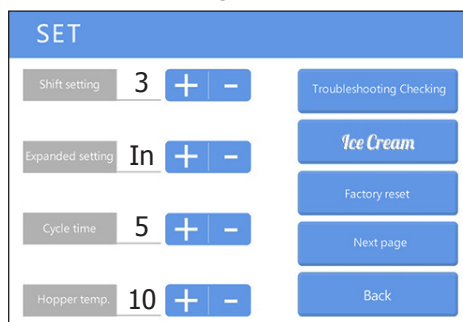 SET
Shift setting 3 + -
Troubleshooting Checking
Expanded setting In + -
Ice Cream
Factory reset
Cycle time 5 + -
Next page
Hopper temp. 10 + -
Back